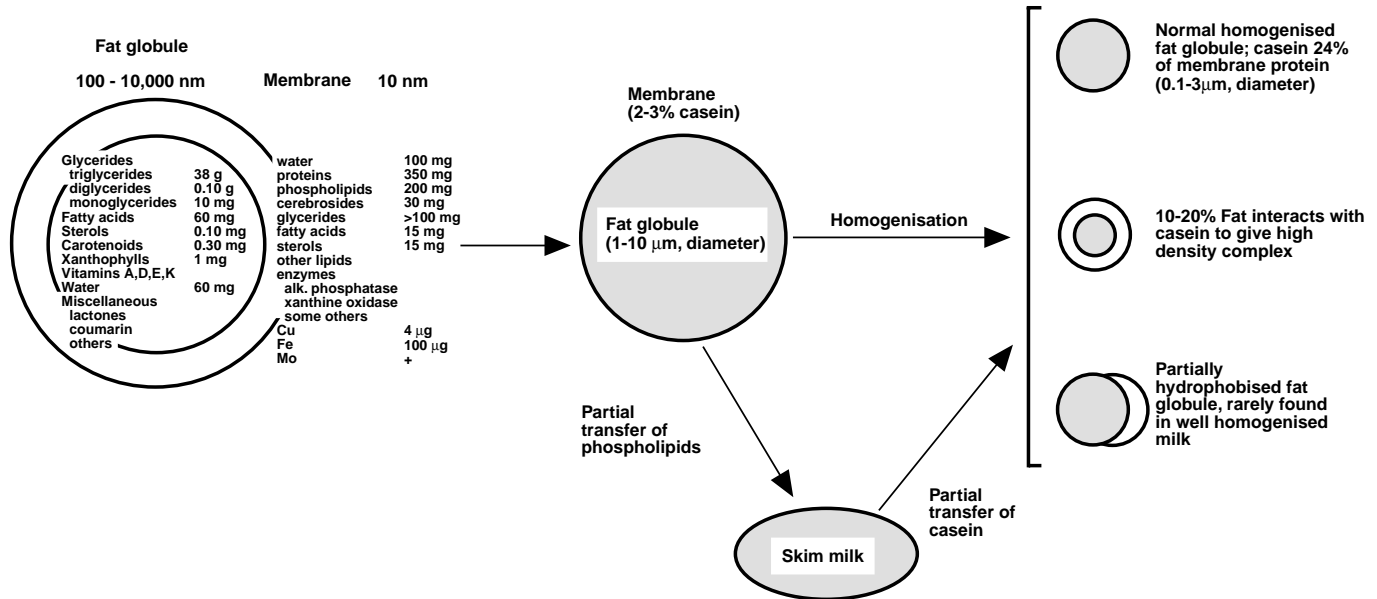 Fat globule
100 - 10,000 nm
Membrane 10 nm
Glycerides
triglycerides 38 g
diglycerides 0.10 g
monoglycerides 10 mg
Fatty acids 60 mg
Sterols 0.10 mg
Carotenoids 0.30 mg
Xanthophylls 1 mg
Vitamins A,D,E,K
Water 60 mg
Miscellaneous
lactones
coumarin
others
water 100 mg
proteins 350 mg
phospholipids 200 mg
cerebrosides 30 mg
glycerides >100 mg
fatty acids 15 mg
sterols 15 mg
other lipids
enzymes
alk. phosphatase
xanthine oxidase
some others
Cu 4 μg
Fe 100 μg
Mo +
Membrane
(2-3% casein)
Fat globule
(1-10 μm, diameter)
Homogenisation
Partial
transfer of
phospholipids
Skim milk
Partial
transfer of
casein
Normal homogenised
fat globule; casein 24%
of membrane protein
(0.1-3μm, diameter)
10-20% Fat interacts with
casein to give high
density complex
Partially
hydrophobised fat
globule, rarely found
in well homogenised
milk